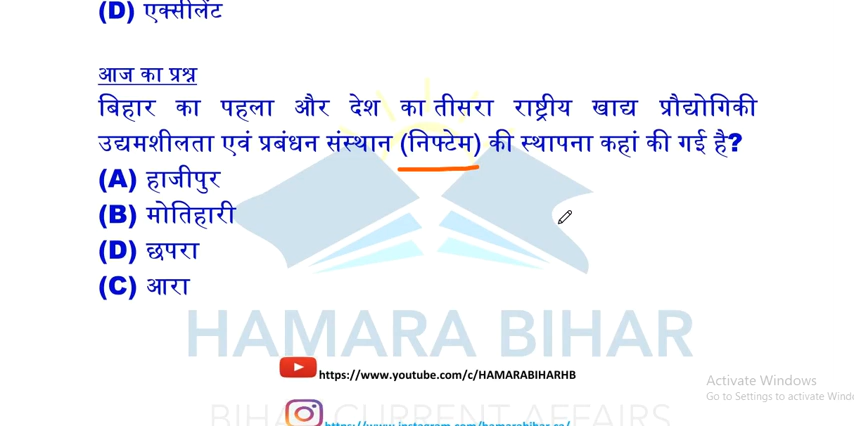 (D) एक्सीलेंट
आज का प्रश्न
बिहार का पहला और देश का तीसरा राष्ट्रीय खाद्य प्रौद्योगिकी
उद्यमशीलता एवं प्रबंधन संस्थान (निफ्टेम) की स्थापना कहां की गई है?
(A) हाजीपुर
(B) मोतिहारी
(D) छपरा
(C) आरा
HAMARA BIHAR
https://www.youtube.com/c/HAMARABIHARHB
Activate Windows
Go to Settings to activate Wind
BIHAR CURRENT AFFAIRS